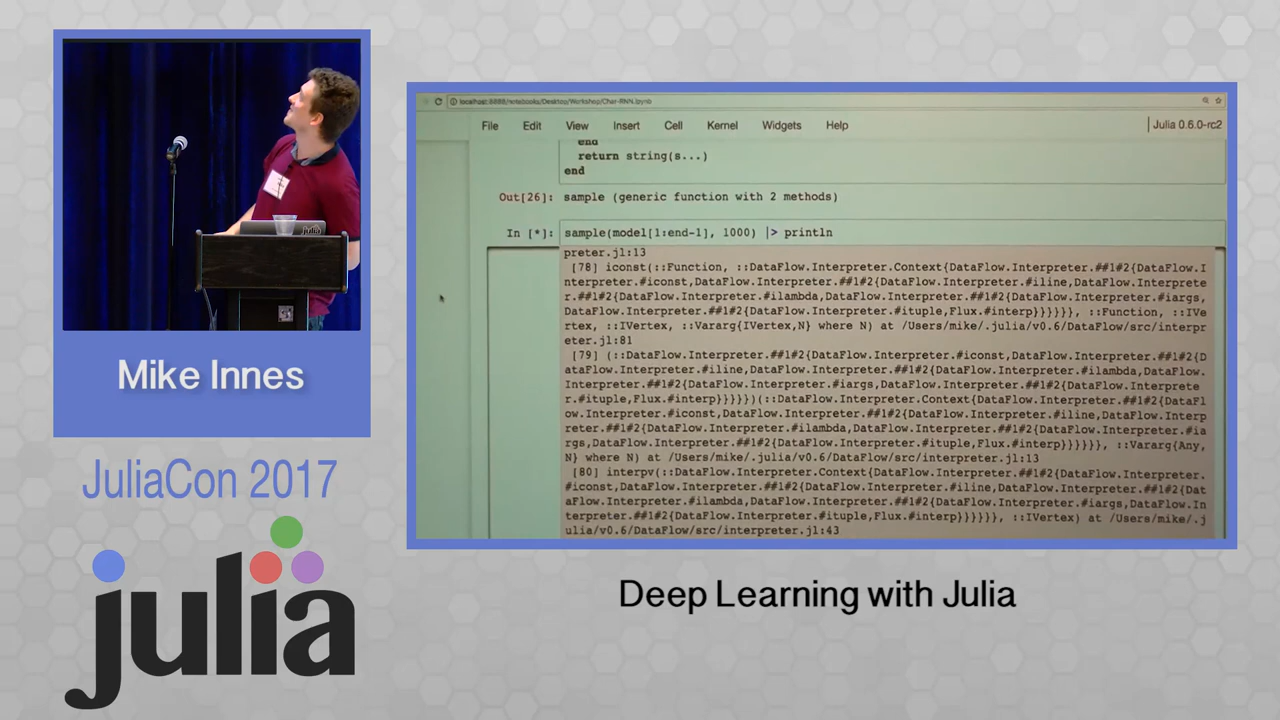 Mike Innes
JuliaCon 2017
julia
localhost:8888/notebooks/Desktop/Workshop/Char-RNN.ipynb
File Edit View Insert Cell Kernel Widgets Help
Julia 0.6.0-rc2
end
return string(s...)
end
Out[26]: sample (generic function with 2 methods)
In [*]: sample(model[1:end-1], 1000) |> println
preter.jl:13
[78] iconst(::Function, ::DataFlow.Interpreter.Context{DataFlow.Interpreter.##1#2{DataFlow.I
nterpreter.#iconst,DataFlow.Interpreter.##1#2{DataFlow.Interpreter.#iline,DataFlow.Interprete
r.##1#2{DataFlow.Interpreter.#ilambda,DataFlow.Interpreter.##1#2{DataFlow.Interpreter.#iargs,
DataFlow.Interpreter.##1#2{DataFlow.Interpreter.#ituple,Flux.#interp}}}}}}, ::Function, ::IVe
rtex, ::IVertex, ::Vararg{IVertex,N} where N) at /Users/mike/.julia/v0.6/DataFlow/src/interpr
eter.jl:81
[79] (::DataFlow.Interpreter.##1#2{DataFlow.Interpreter.#iconst,DataFlow.Interpreter.##1#2{D
ataFlow.Interpreter.#iline,DataFlow.Interpreter.##1#2{DataFlow.Interpreter.#ilambda,DataFlow.
Interpreter.##1#2{DataFlow.Interpreter.#iargs,DataFlow.Interpreter.##1#2{DataFlow.Interprete
r.#ituple,Flux.#interp}}}}}})(::DataFlow.Interpreter.Context{DataFlow.Interpreter.##1#2{DataFl
ow.Interpreter.#iconst,DataFlow.Interpreter.##1#2{DataFlow.Interpreter.#iline,DataFlow.Interp
reter.##1#2{DataFlow.Interpreter.#ilambda,DataFlow.Interpreter.##1#2{DataFlow.Interpreter.#ia
rgs,DataFlow.Interpreter.##1#2{DataFlow.Interpreter.#ituple,Flux.#interp}}}}}}, ::Vararg{Any,
N} where N) at /Users/mike/.julia/v0.6/DataFlow/src/interpreter.jl:13
[80] interpv(::DataFlow.Interpreter.Context{DataFlow.Interpreter.##1#2{DataFlow.Interpreter.
#iconst,DataFlow.Interpreter.##1#2{DataFlow.Interpreter.#iline,DataFlow.Interpreter.##1#2{Dat
aFlow.Interpreter.#ilambda,DataFlow.Interpreter.##1#2{DataFlow.Interpreter.#iargs,DataFlow.In
terpreter.##1#2{DataFlow.Interpreter.#ituple,Flux.#interp}}}}}}, ::IVertex) at /Users/mike/.j
ulia/v0.6/DataFlow/src/interpreter.jl:43
Deep Learning with Julia